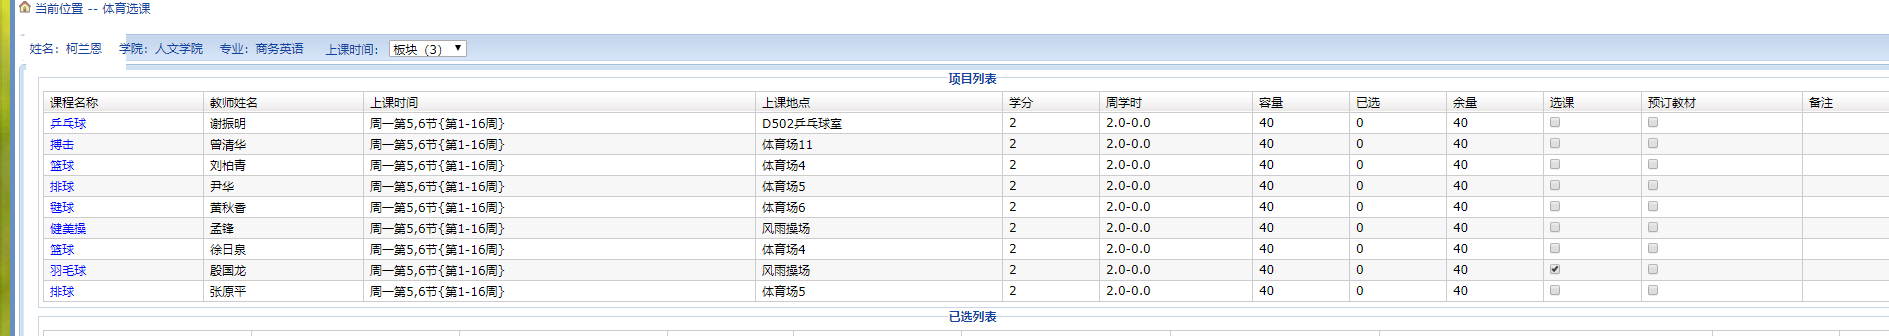 当前位置 -- 体育选课
姓名：柯兰恩 学院：人文学院 专业：商务英语 上课时间： 板块（3）
项目列表
课程名称 教师姓名 上课时间 上课地点 学分 周学时 容量 已选 余量 选课 预订教材 备注
乒乓球 谢振明 周一第5,6节{第1-16周} D502乒乓球室 2 2.0-0.0 40 0 40
搏击 曾清华 周一第5,6节{第1-16周} 体育场11 2 2.0-0.0 40 0 40
篮球 刘柏青 周一第5,6节{第1-16周} 体育场4 2 2.0-0.0 40 0 40
排球 尹华 周一第5,6节{第1-16周} 体育场5 2 2.0-0.0 40 0 40
毽球 黄秋香 周一第5,6节{第1-16周} 体育场6 2 2.0-0.0 40 0 40
健美操 孟锋 周一第5,6节{第1-16周} 风雨操场 2 2.0-0.0 40 0 40
篮球 徐日泉 周一第5,6节{第1-16周} 体育场4 2 2.0-0.0 40 0 40
羽毛球 殷国龙 周一第5,6节{第1-16周} 风雨操场 2 2.0-0.0 40 0 40
排球 张原平 周一第5,6节{第1-16周} 体育场5 2 2.0-0.0 40 0 40
已选列表